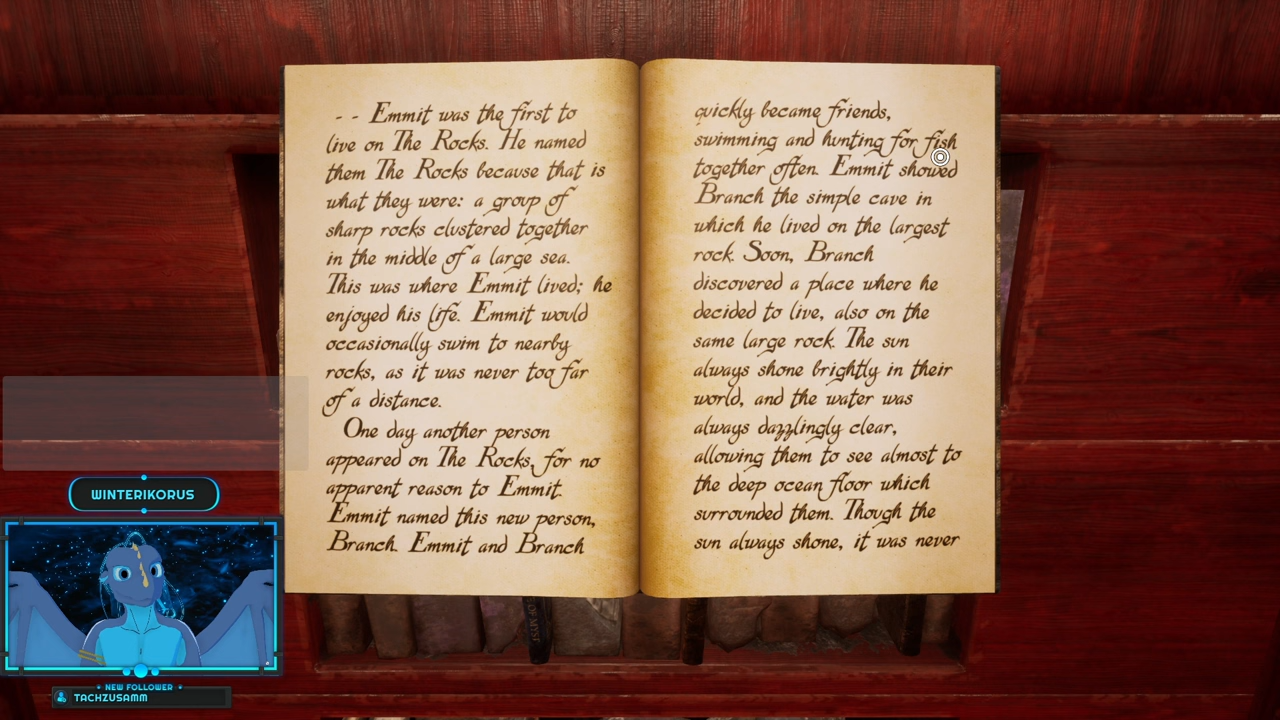 - - Emmit was the first to
live on The Rocks. He named
them The Rocks because that is
what they were: a group of
sharp rocks clustered together
in the middle of a large sea.
This was where Emmit lived; he
enjoyed his life. Emmit would
occasionally swim to nearby
rocks, as it was never too far
of a distance.
One day another person
appeared on The Rocks, for no
apparent reason to Emmit.
Emmit named this new person,
Branch. Emmit and Branch
quickly became friends,
swimming and hunting for fish
together often. Emmit showed
Branch the simple cave in
which he lived on the largest
rock. Soon, Branch
discovered a place where he
decided to live, also on the
same large rock. The sun
always shone brightly in their
world, and the water was
always dazzlingly clear,
allowing them to see almost to
the deep ocean floor which
surrounded them. Though the
sun always shone, it was never
OF MYST
WINTERIKORUS
NEW FOLLOWER
TACHZUSAMM